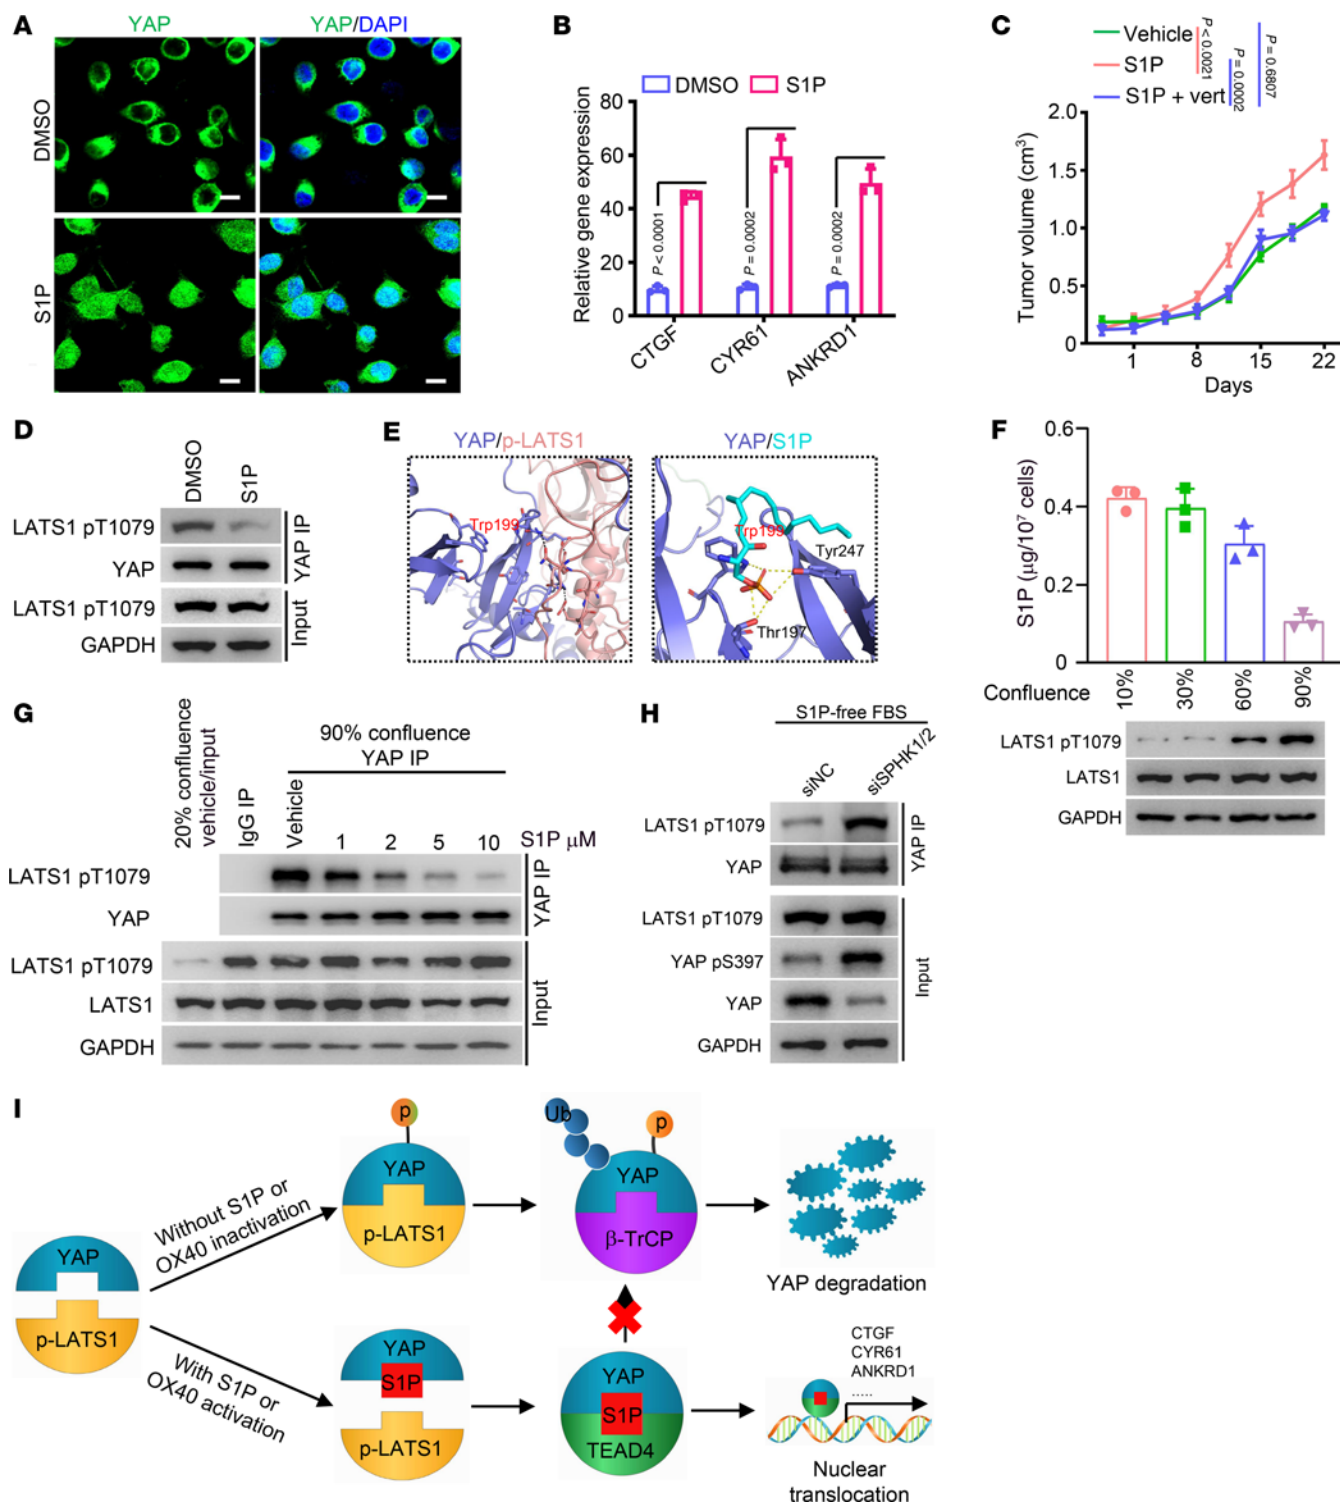 A
YAP
YAP/DAPI
DMSO
S1P
B
DMSO
S1P
Relative gene expression
80
60
40
20
10
0
P < 0.0001
P = 0.0002
P = 0.0002
CTGF
CYR61
ANKRD1
C
Vehicle
S1P
S1P + vert
P < 0.0021
P = 0.0002
P = 0.6807
Tumor volume (cm³)
2.0
1.5
1.0
0.5
0
1
8
15
22
Days
D
DMSO
S1P
LATS1 pT1079
YAP
YAP IP
LATS1 pT1079
GAPDH
Input
E
YAP/p-LATS1
Trp199
YAP/S1P
Trp199
Tyr247
Thr197
F
S1P (µg/10⁷ cells)
0.6
0.4
0.2
0
Confluence
10%
30%
60%
90%
LATS1 pT1079
LATS1
GAPDH
G
20% confluence
vehicle/input
IgG IP
90% confluence
YAP IP
Vehicle
1
2
5
10
S1P µM
LATS1 pT1079
YAP
YAP IP
LATS1 pT1079
LATS1
GAPDH
Input
H
S1P-free FBS
siNC
siSPHK1/2
LATS1 pT1079
YAP
YAP IP
LATS1 pT1079
YAP pS397
YAP
GAPDH
Input
I
YAP
p-LATS1
Without S1P or
OX40 inactivation
p
YAP
p-LATS1
Ub
p
YAP
β-TrCP
YAP degradation
With S1P or
OX40 activation
YAP
S1P
p-LATS1
YAP
S1P
TEAD4
CTGF
CYR61
ANKRD1
.....
Nuclear
translocation